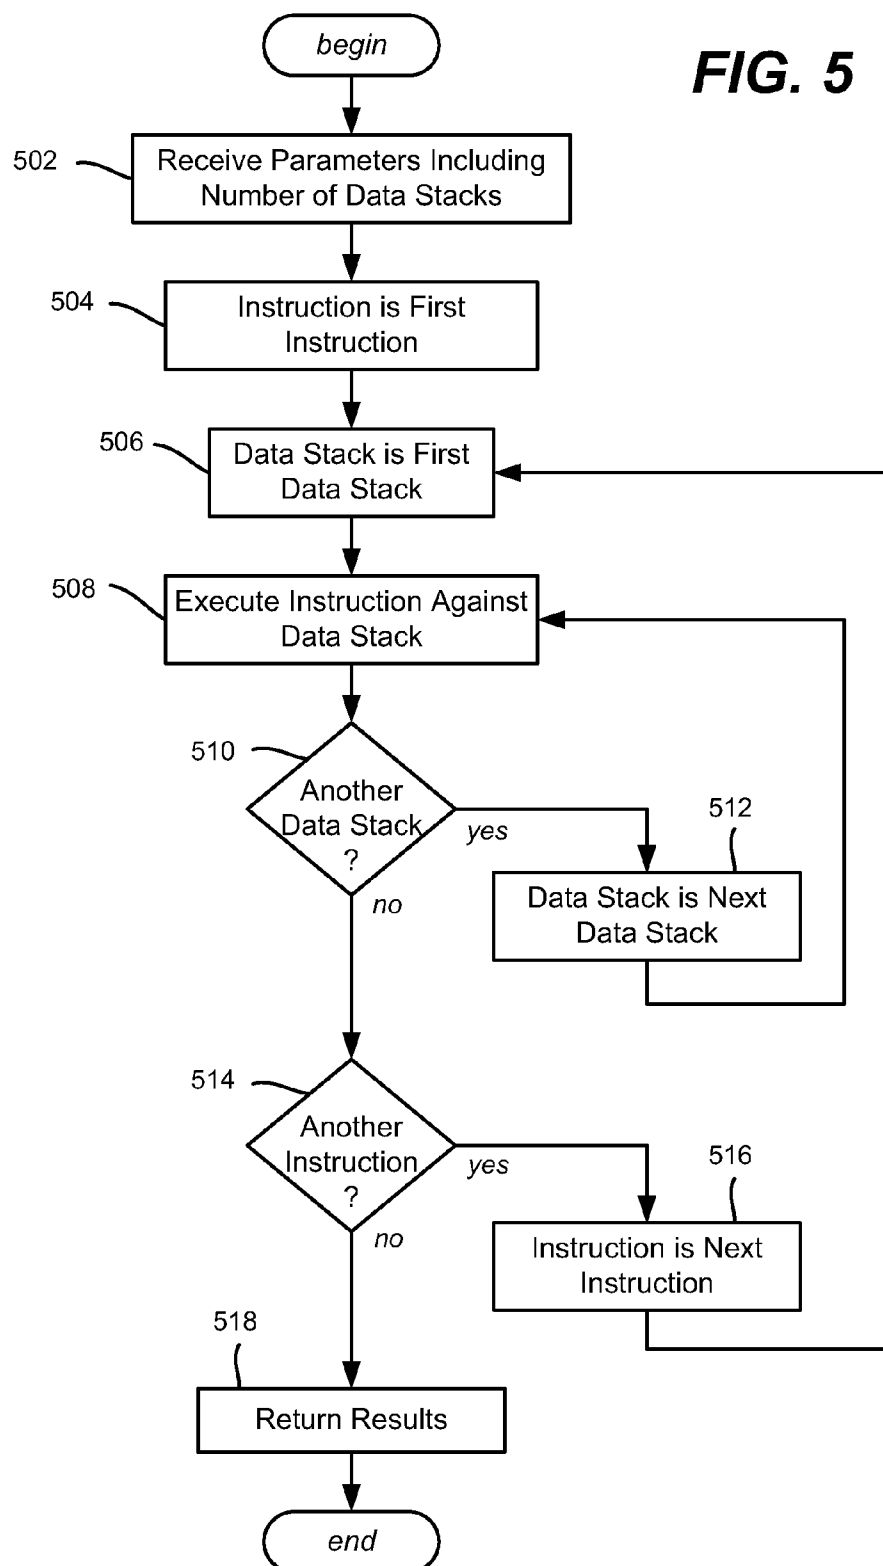 begin
FIG. 5
502
Receive Parameters Including
Number of Data Stacks
504
Instruction is First
Instruction
506
Data Stack is First
Data Stack
508
Execute Instruction Against
Data Stack
510
Another
Data Stack
?
yes
no
512
Data Stack is Next
Data Stack
514
Another
Instruction
?
yes
no
516
Instruction is Next
Instruction
518
Return Results
end